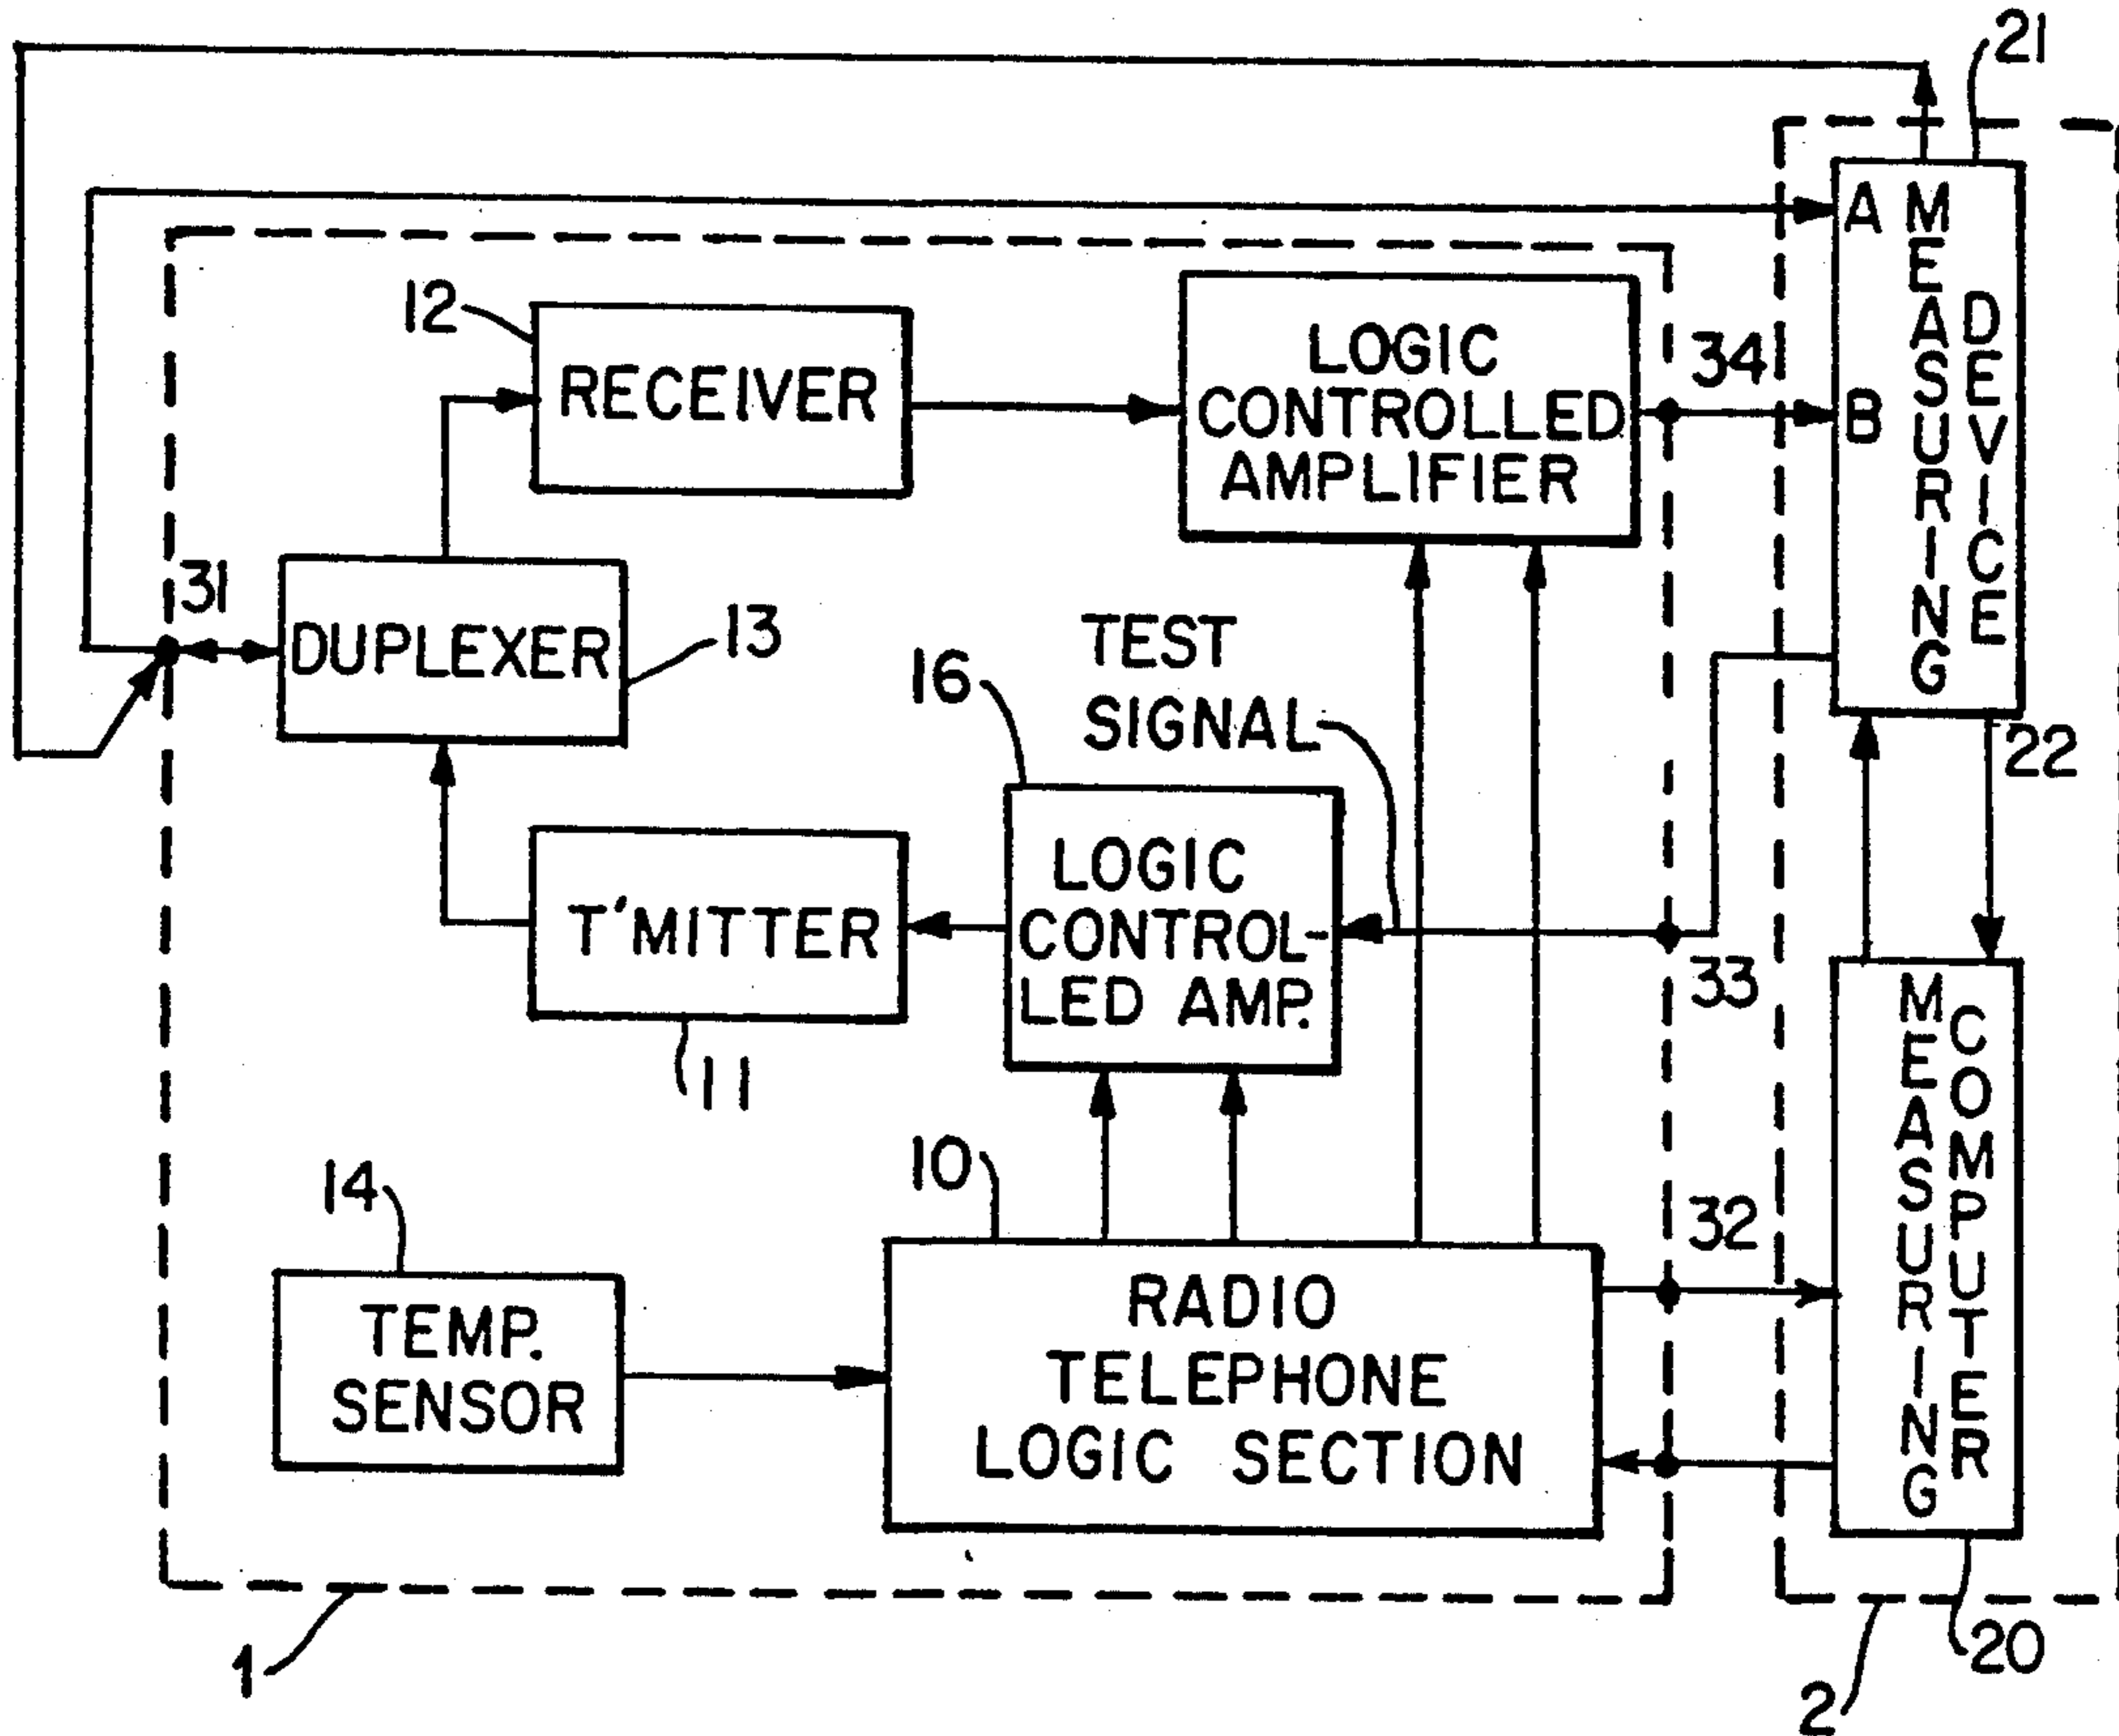 21
A
MEASURING
DEVICE
12
RECEIVER
LOGIC
CONTROLLED
AMPLIFIER
34
B
31
DUPLEXER
13
16
TEST
SIGNAL
22
T'MITTER
11
LOGIC
CONTROL-
LED AMP.
33
MEASURING
COMPUTER
14
TEMP.
SENSOR
10
RADIO
TELEPHONE
LOGIC SECTION
32
1
2
20